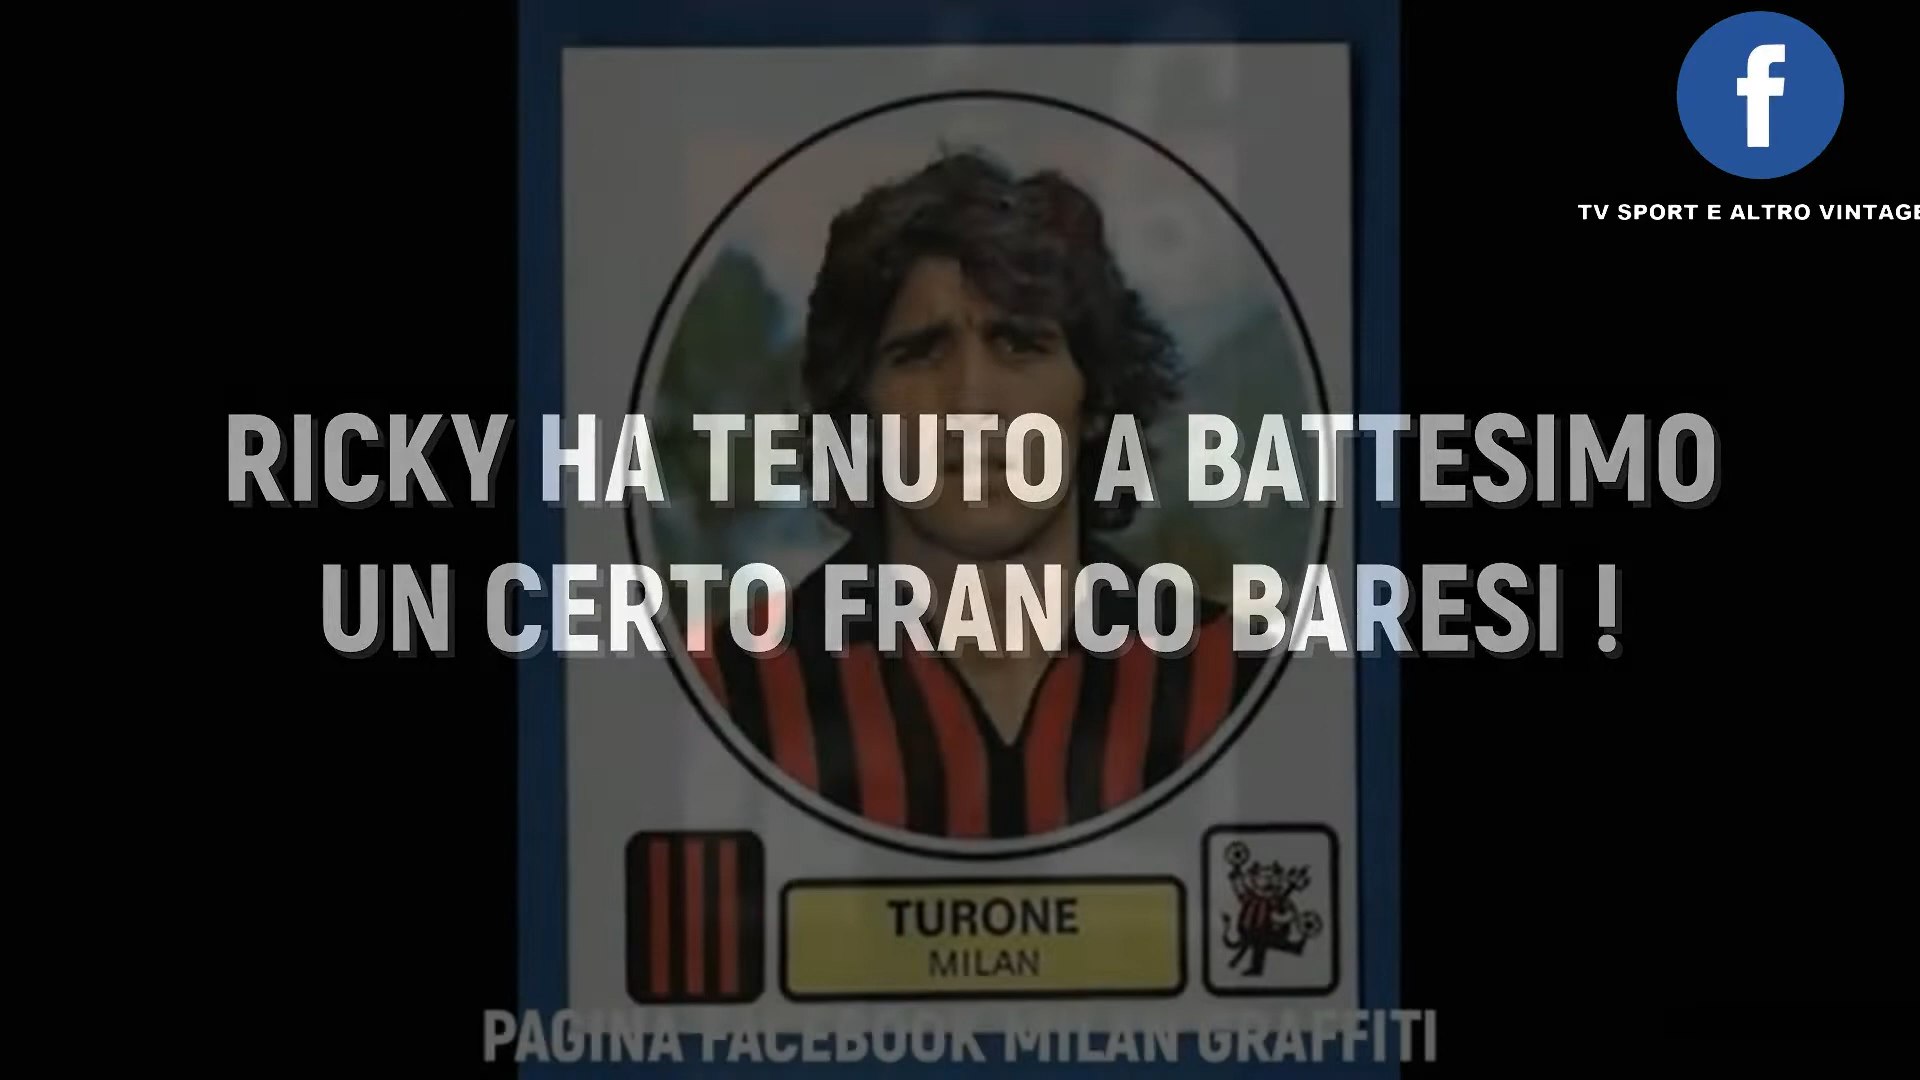 f
TV SPORT E ALTRO VINTAGE
RICKY HA TENUTO A BATTESIMO
UN CERTO FRANCO BARESI !
TURONE
MILAN
PAGINA FACEBOOK MILAN GRAFFITI